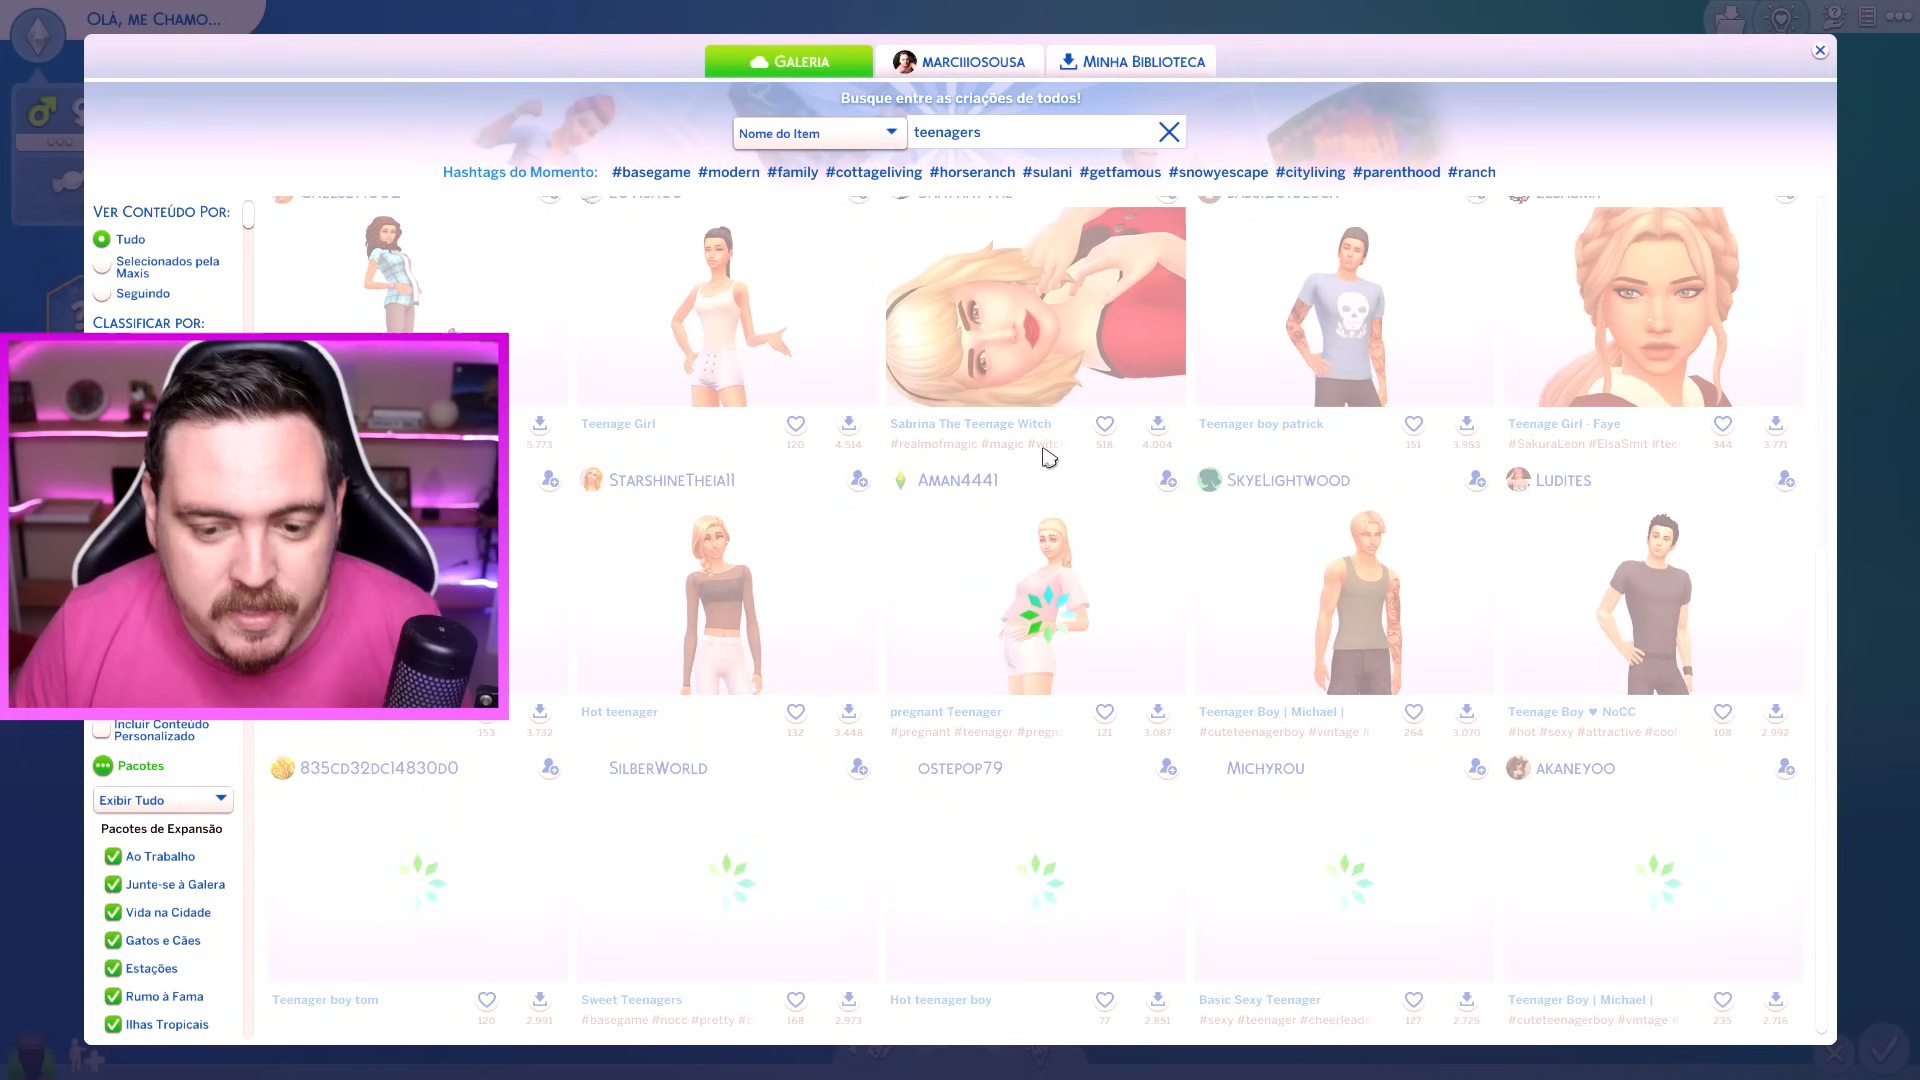 OLÁ, ME CHAMO...
GALERIA
MARCIIIOSOUSA
MINHA BIBLIOTECA
Busque entre as criações de todos!
Nome do Item
teenagers
Hashtags do Momento: #basegame #modern #family #cottageliving #horseranch #sulani #getfamous #snowyescape #cityliving #parenthood #ranch
VER CONTEÚDO POR:
Tudo
Selecionados pela
Maxis
Seguindo
CLASSIFICAR POR:
5.773
Teenage Girl
120
4.514
Sabrina The Teenage Witch
#realmofmagic #magic #witc
518
4.004
Teenager boy patrick
151
3.953
Teenage Girl - Faye
#SakuraLeon #ElsaSmit #tee
344
3.771
STARSHINETHEIA11
AMAN4441
SKYELIGHTWOOD
LUDITES
153
3.732
Hot teenager
132
3.448
pregnant Teenager
#pregnant #teenager #pregn
121
3.087
Teenager Boy | Michael |
#cuteteenagerboy #vintage #
264
3.070
Teenage Boy ♥ NoCC
#hot #sexy #attractive #cool
108
2.992
Incluir Conteúdo
Personalizado
Pacotes
Exibir Tudo
Pacotes de Expansão
Ao Trabalho
Junte-se à Galera
Vida na Cidade
Gatos e Cães
Estações
Rumo à Fama
Ilhas Tropicais
835CD32DC14830D0
SILBERWORLD
OSTEPOP79
MICHYROU
AKANEYOO
Teenager boy tom
120
2.991
Sweet Teenagers
#basegame #nocc #pretty #b
168
2.973
Hot teenager boy
77
2.851
Basic Sexy Teenager
#sexy #teenager #cheerlead
127
2.725
Teenager Boy | Michael |
#cuteteenagerboy #vintage #
235
2.716